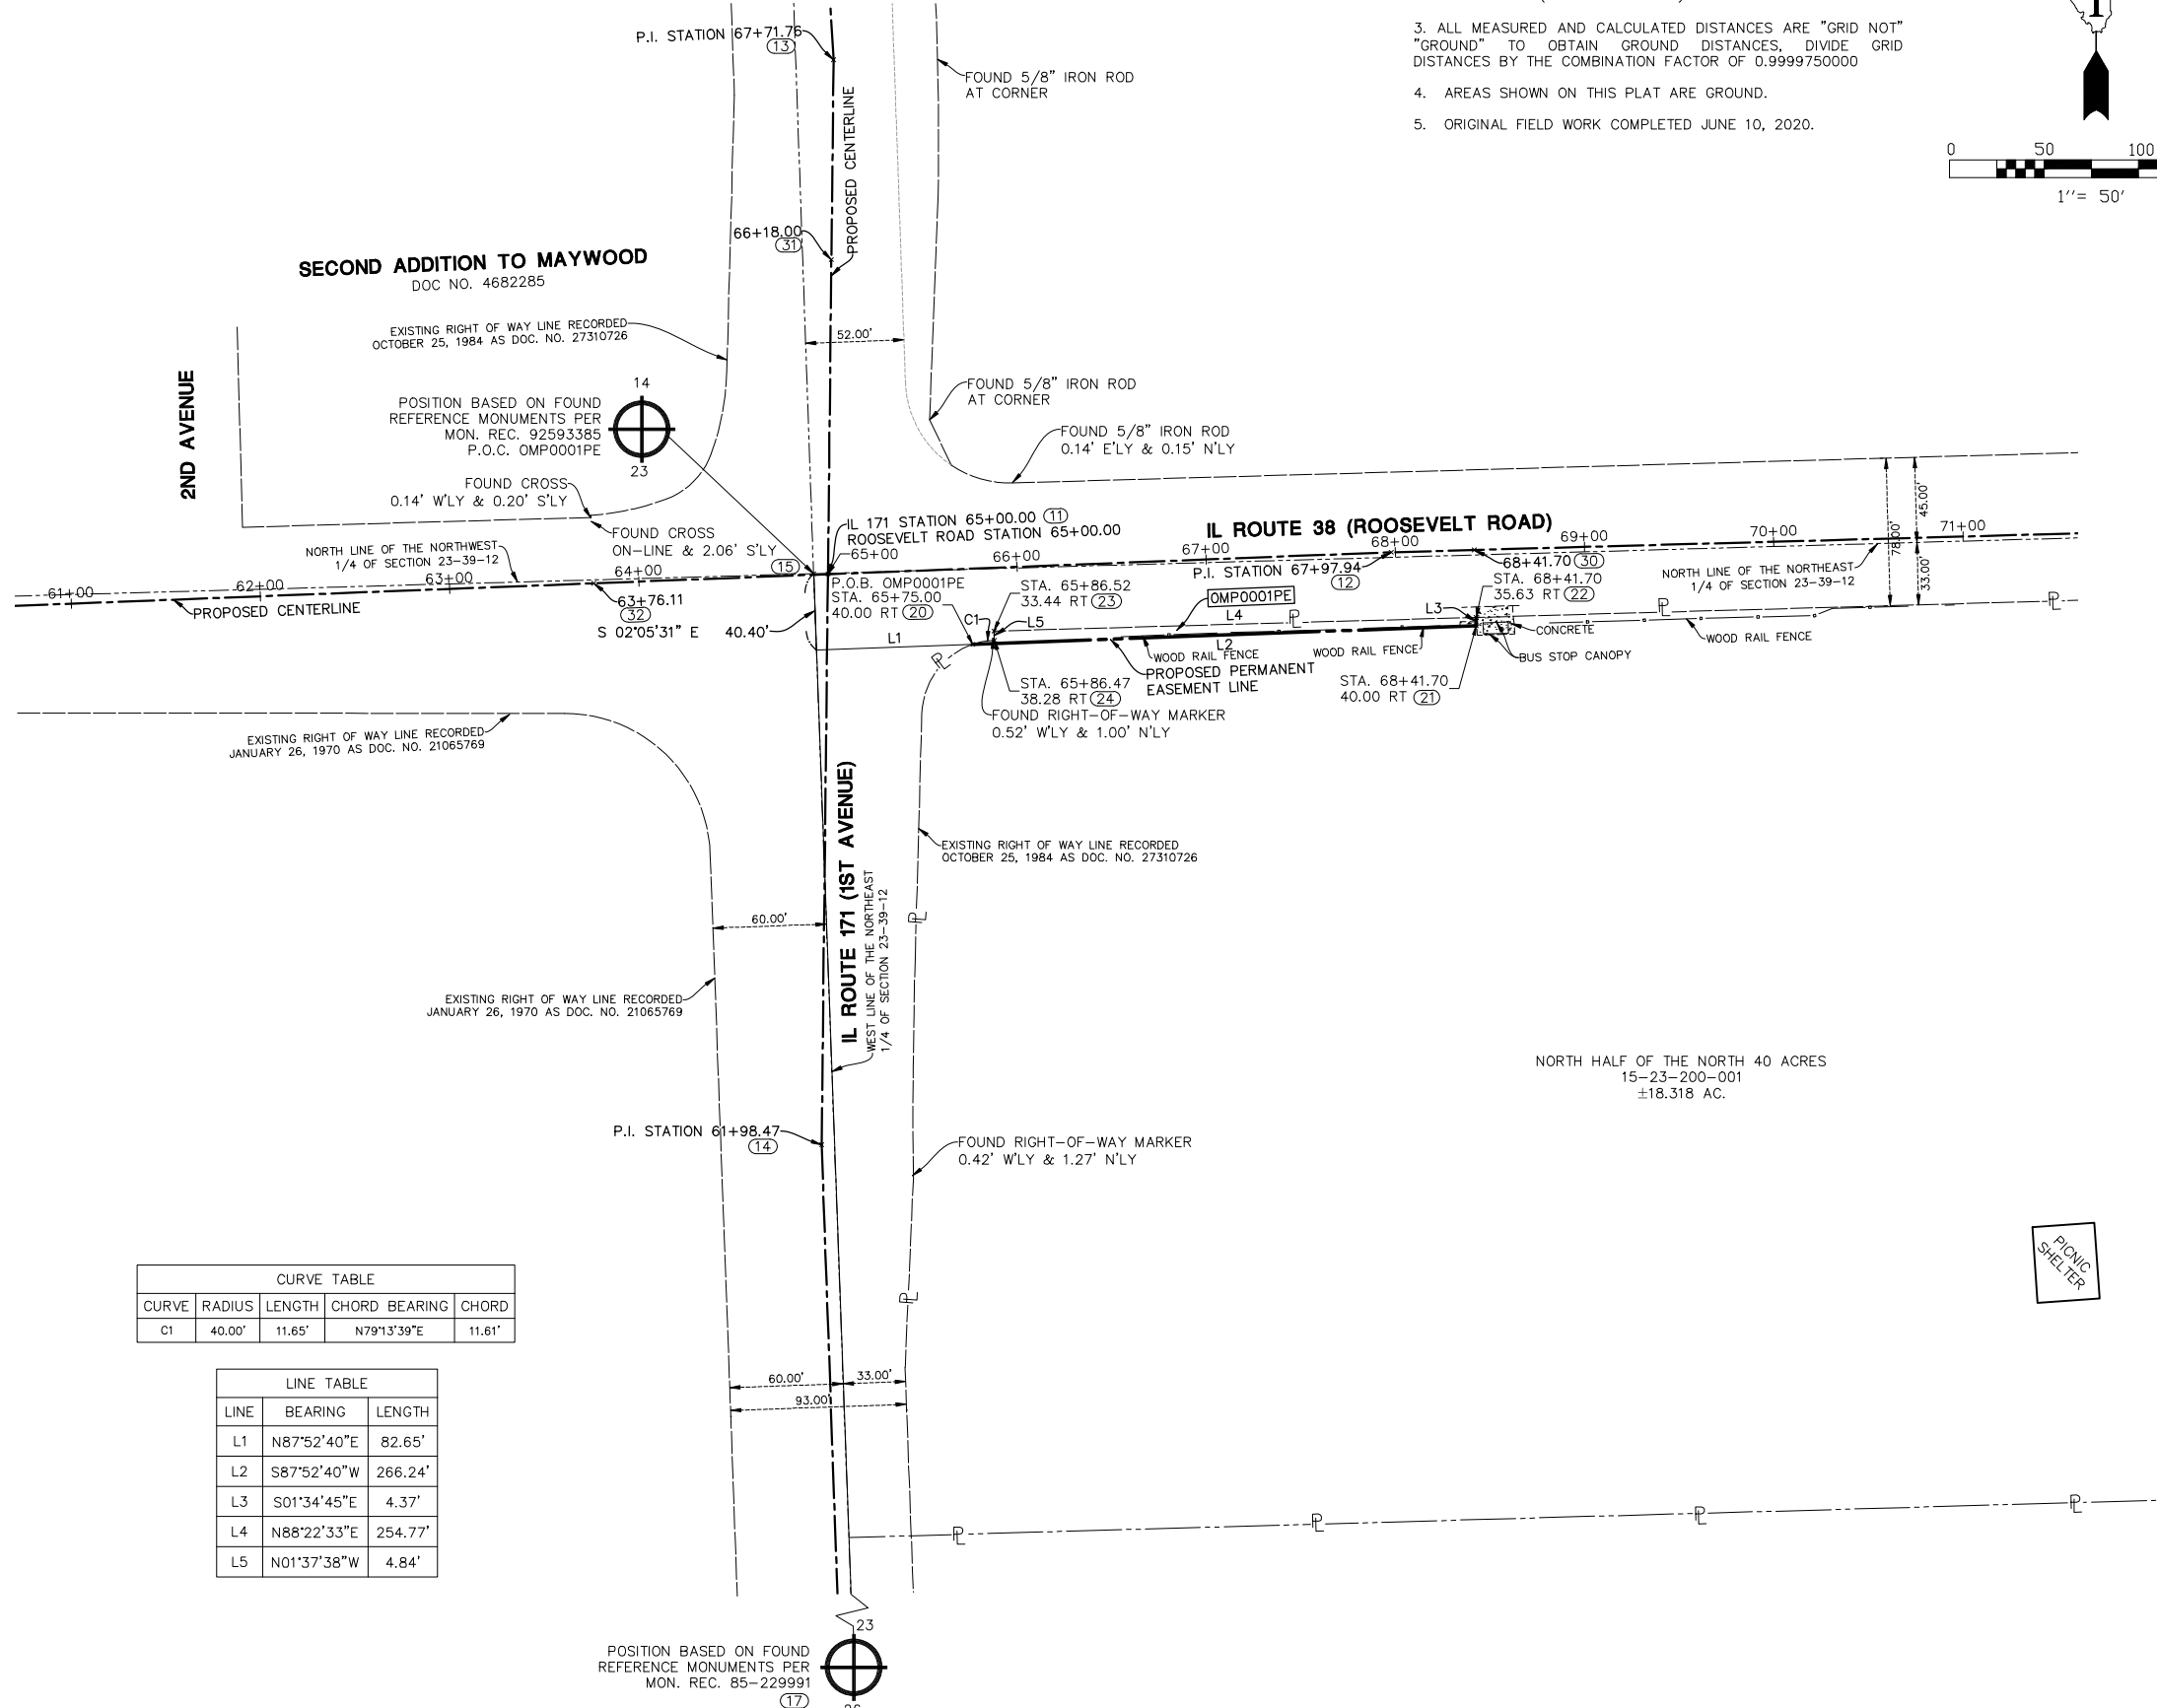 3. ALL MEASURED AND CALCULATED DISTANCES ARE "GRID NOT"
"GROUND" TO OBTAIN GROUND DISTANCES, DIVIDE GRID
DISTANCES BY THE COMBINATION FACTOR OF 0.9999750000
4. AREAS SHOWN ON THIS PLAT ARE GROUND.
5. ORIGINAL FIELD WORK COMPLETED JUNE 10, 2020.
0 50 100
1''= 50'
P.I. STATION 67+71.76
13
FOUND 5/8" IRON ROD
AT CORNER
PROPOSED CENTERLINE
66+18.00
31
SECOND ADDITION TO MAYWOOD
DOC NO. 4682285
EXISTING RIGHT OF WAY LINE RECORDED
OCTOBER 25, 1984 AS DOC. NO. 27310726
52.00'
2ND AVENUE
14
POSITION BASED ON FOUND
REFERENCE MONUMENTS PER
MON. REC. 92593385
P.O.C. OMP0001PE
23
FOUND 5/8" IRON ROD
AT CORNER
FOUND 5/8" IRON ROD
0.14' E'LY & 0.15' N'LY
FOUND CROSS
0.14' W'LY & 0.20' S'LY
FOUND CROSS
ON-LINE & 2.06' S'LY
15
IL 171 STATION 65+00.00 11
ROOSEVELT ROAD STATION 65+00.00
IL ROUTE 38 (ROOSEVELT ROAD)
45.00'
78.00'
33.00'
NORTH LINE OF THE NORTHWEST
1/4 OF SECTION 23-39-12
61+00
62+00
63+00
64+00
65+00
66+00
67+00
68+00
69+00
70+00
71+00
PROPOSED CENTERLINE
63+76.11
32
P.I. STATION 67+97.94
12
68+41.70 30
STA. 68+41.70
35.63 RT 22
NORTH LINE OF THE NORTHEAST
1/4 OF SECTION 23-39-12
S 02°05'31" E 40.40'
P.O.B. OMP0001PE
STA. 65+75.00
40.00 RT 20
STA. 65+86.52
33.44 RT 23
OMP0001PE
C1
L5
L4
L3
L1
L2
PL
PL
PL
PL
CONCRETE
WOOD RAIL FENCE
BUS STOP CANOPY
WOOD RAIL FENCE
WOOD RAIL FENCE
PROPOSED PERMANENT
EASEMENT LINE
STA. 65+86.47
38.28 RT 24
STA. 68+41.70
40.00 RT 21
FOUND RIGHT-OF-WAY MARKER
0.52' W'LY & 1.00' N'LY
EXISTING RIGHT OF WAY LINE RECORDED
JANUARY 26, 1970 AS DOC. NO. 21065769
IL ROUTE 171 (1ST AVENUE)
WEST LINE OF THE NORTHEAST
1/4 OF SECTION 23-39-12
EXISTING RIGHT OF WAY LINE RECORDED
OCTOBER 25, 1984 AS DOC. NO. 27310726
60.00'
PL
EXISTING RIGHT OF WAY LINE RECORDED
JANUARY 26, 1970 AS DOC. NO. 21065769
NORTH HALF OF THE NORTH 40 ACRES
15-23-200-001
±18.318 AC.
P.I. STATION 61+98.47
14
FOUND RIGHT-OF-WAY MARKER
0.42' W'LY & 1.27' N'LY
PICNIC
SHELTER
PL
CURVE TABLE
CURVE RADIUS LENGTH CHORD BEARING CHORD
C1 40.00' 11.65' N79°13'39"E 11.61'
60.00' 33.00'
93.00'
LINE TABLE
LINE BEARING LENGTH
L1 N87°52'40"E 82.65'
L2 S87°52'40"W 266.24'
L3 S01°34'45"E 4.37'
L4 N88°22'33"E 254.77'
L5 N01°37'38"W 4.84'
PL
PL
PL
PL
23
POSITION BASED ON FOUND
REFERENCE MONUMENTS PER
MON. REC. 85-229991
17